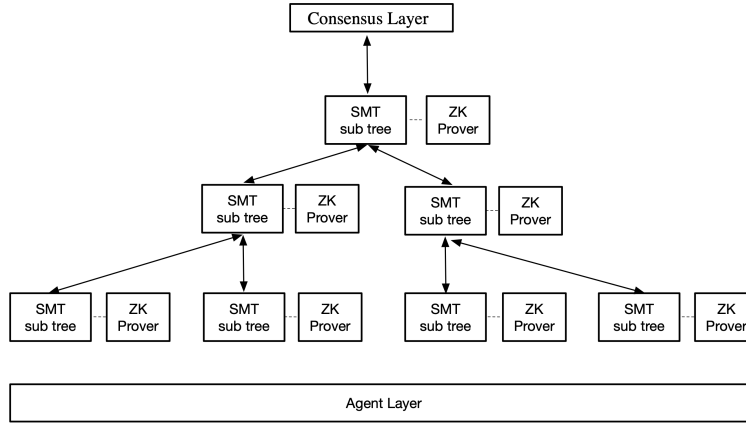 Consensus Layer
SMT
sub tree
ZK
Prover
SMT
sub tree
ZK
Prover
SMT
sub tree
ZK
Prover
SMT
sub tree
ZK
Prover
SMT
sub tree
ZK
Prover
SMT
sub tree
ZK
Prover
SMT
sub tree
ZK
Prover
Agent Layer